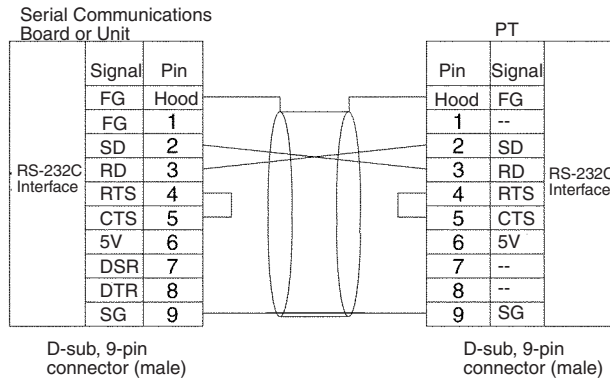 Serial Communications
Board or Unit
PT
Signal Pin
Pin Signal
FG Hood
Hood FG
FG 1
1 --
SD 2
2 SD
RD 3
3 RD
RS-232C
Interface
RS-232C
Interface
RTS 4
4 RTS
CTS 5
5 CTS
5V 6
6 5V
DSR 7
7 --
DTR 8
8 --
SG 9
9 SG
D-sub, 9-pin
connector (male)
D-sub, 9-pin
connector (male)